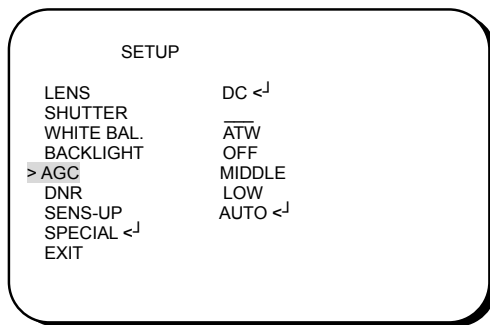 SETUP
LENS DC <┘
SHUTTER ___
WHITE BAL. ATW
BACKLIGHT OFF
> AGC MIDDLE
DNR LOW
SENS-UP AUTO <┘
SPECIAL <┘
EXIT